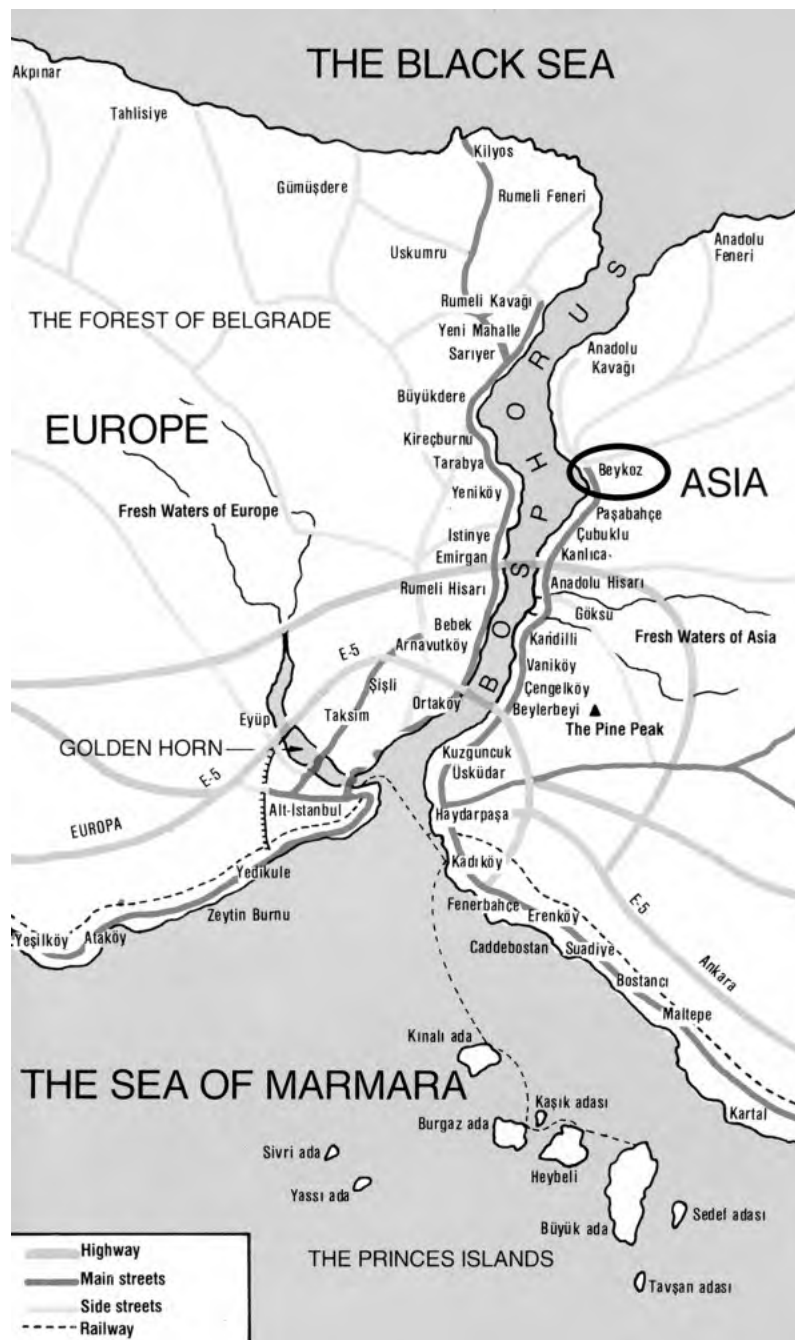 THE BLACK SEA
Akpınar
Tahlisiye
Kilyos
Gümüşdere
Rumeli Feneri
Uskumru
Anadolu
Feneri
Rumeli Kavağı
THE FOREST OF BELGRADE
Yeni Mahalle
Sarıyer
Anadolu
Kavağı
BOSPHORUS
Büyükdere
EUROPE
Kireçburnu
Tarabya
Beykoz
ASIA
Yeniköy
Fresh Waters of Europe
Paşabahçe
Istinye
Çubuklu
Emirgan
Kanlıca
Rumeli Hisarı
Anadolu Hisarı
Göksu
Bebek
Fresh Waters of Asia
Arnavutköy
Kandilli
E-5
Vaniköy
Şişli
Çengelköy
Ortaköy
Beylerbeyi
Eyüp
Taksim
The Pine Peak
GOLDEN HORN
Kuzguncuk
Üsküdar
E-5
Alt-Istanbul
Haydarpaşa
EUROPA
Kadıköy
Yedikule
Fenerbahçe
E-5
Zeytin Burnu
Erenköy
Yeşilköy
Ataköy
Caddebostan
Suadiye
Ankara
Bostancı
Maltepe
Kınalı ada
THE SEA OF MARMARA
Kaşık adası
Kartal
Burgaz ada
Sivri ada
Heybeli
Yassı ada
Büyük ada
Sedel adası
Highway
THE PRINCES ISLANDS
Main streets
Tavşan adası
Side streets
Railway